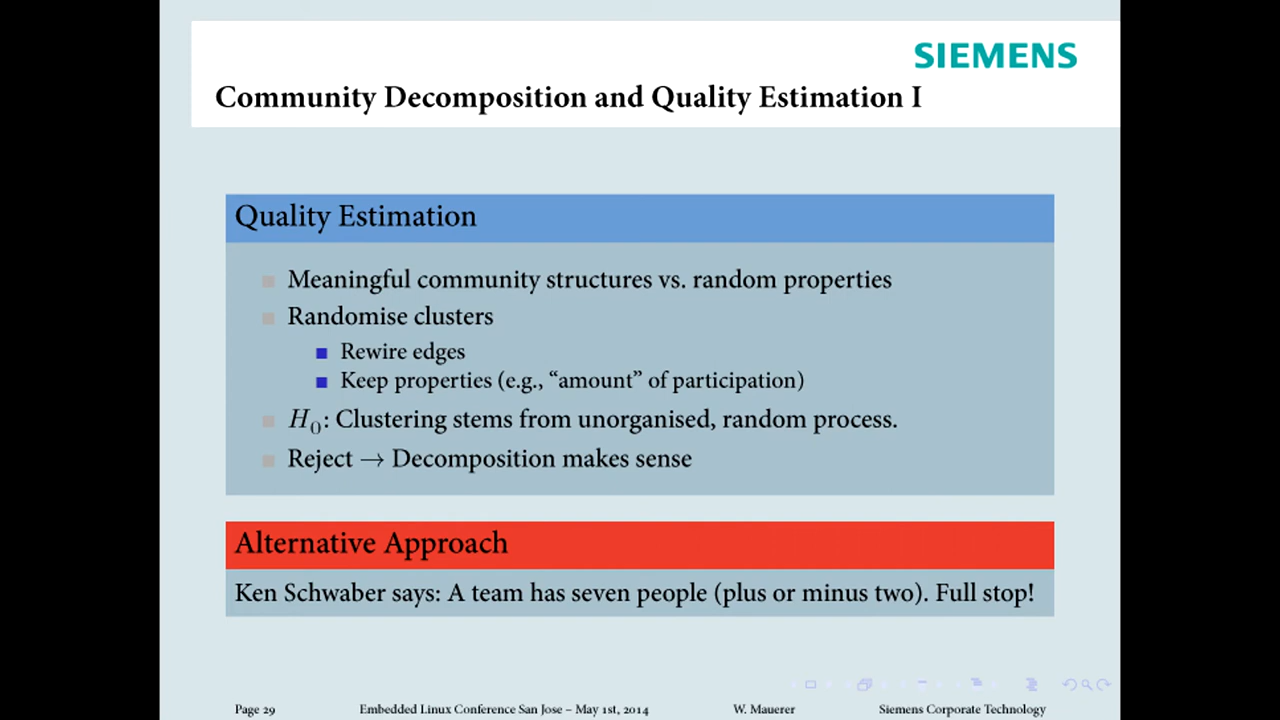 SIEMENS
Community Decomposition and Quality Estimation I
Quality Estimation
Meaningful community structures vs. random properties
Randomise clusters
Rewire edges
Keep properties (e.g., “amount” of participation)
H₀: Clustering stems from unorganised, random process.
Reject → Decomposition makes sense
Alternative Approach
Ken Schwaber says: A team has seven people (plus or minus two). Full stop!
Page 29 Embedded Linux Conference San Jose – May 1st, 2014 W. Mauerer Siemens Corporate Technology